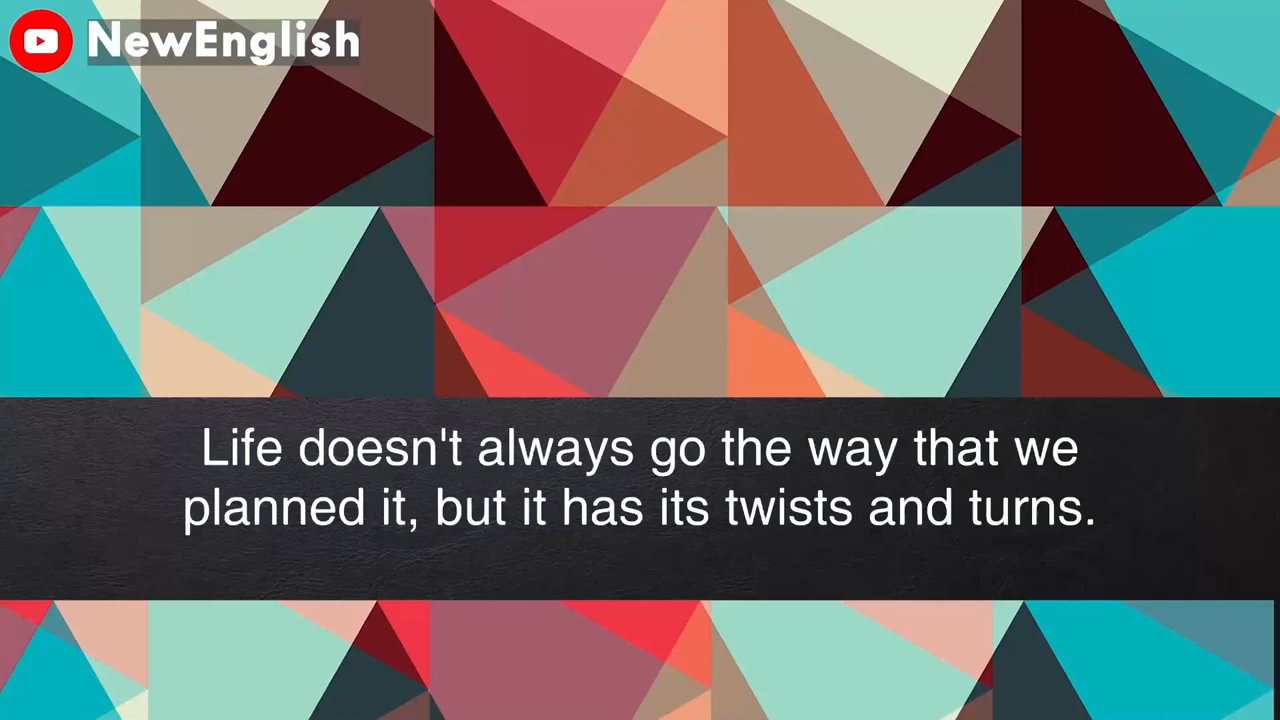 NewEnglish
Life doesn't always go the way that we
planned it, but it has its twists and turns.